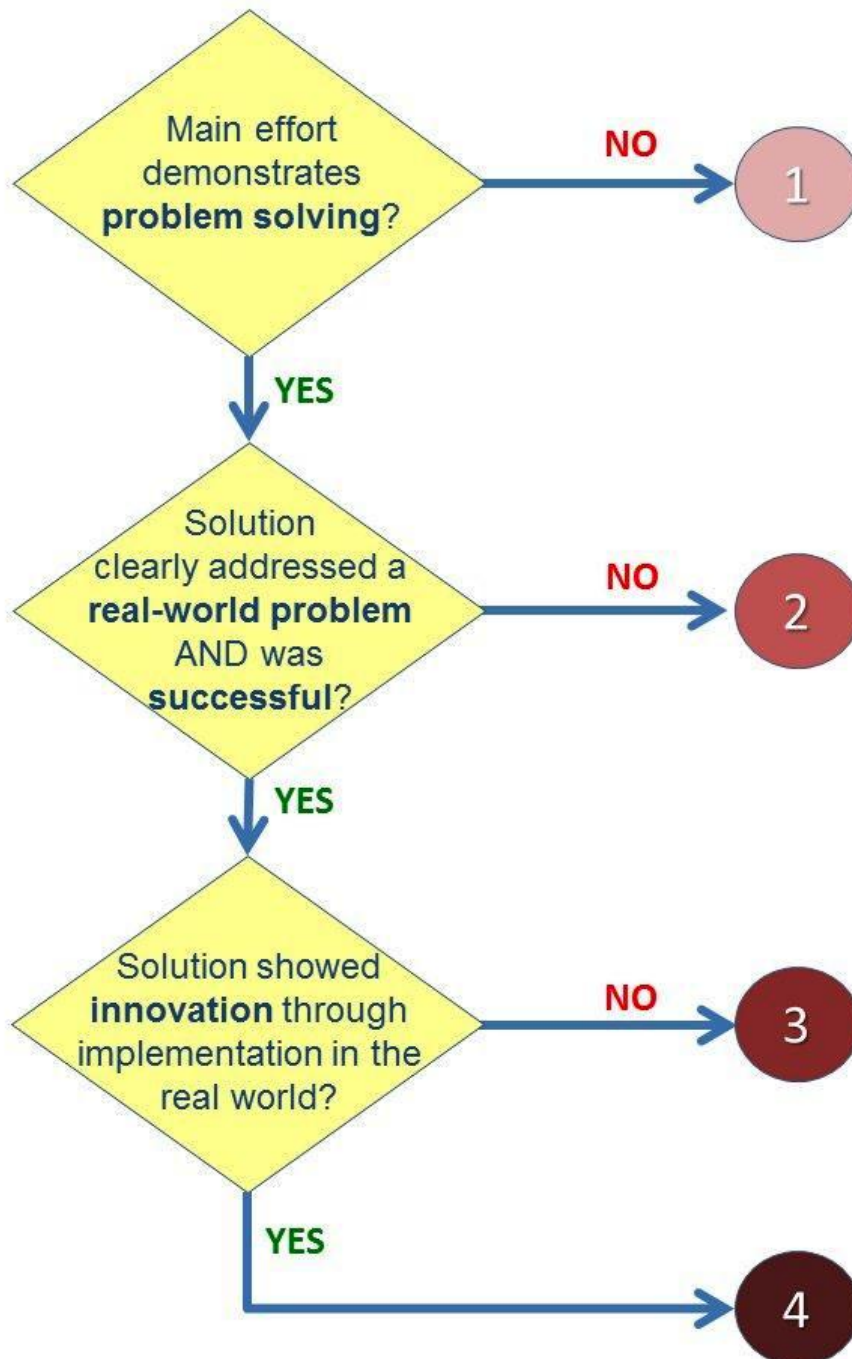 Main effort
demonstrates
problem solving?
NO
1
YES
Solution
clearly addressed a
real-world problem
AND was
successful?
NO
2
YES
Solution showed
innovation through
implementation in the
real world?
NO
3
YES
4